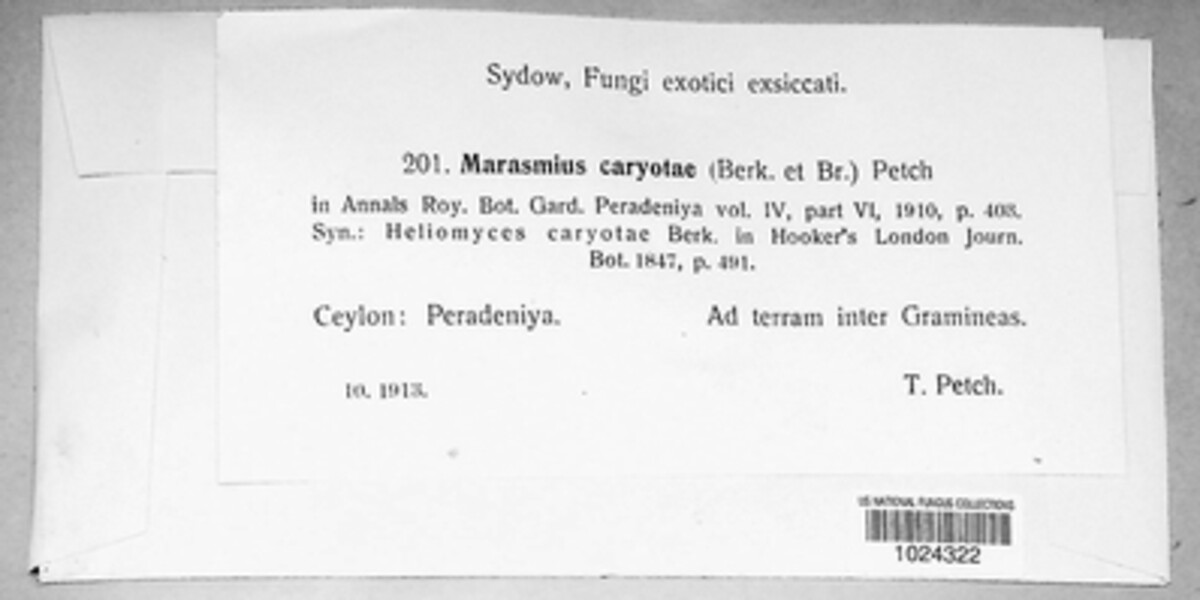 Sydow, Fungi exotici exsiccati.
201. Marasmius caryotae (Berk. et Br.) Petch
in Annals Roy. Bot. Gard. Peradeniya vol. IV, part VI, 1910, p. 408.
Syn.: Heliomyces caryotae Berk. in Hooker's London Journ.
Bot. 1847, p. 491.
Ceylon: Peradeniya. Ad terram inter Gramineas.
10. 1913. T. Petch.
US NATIONAL FUNGUS COLLECTIONS
1024322